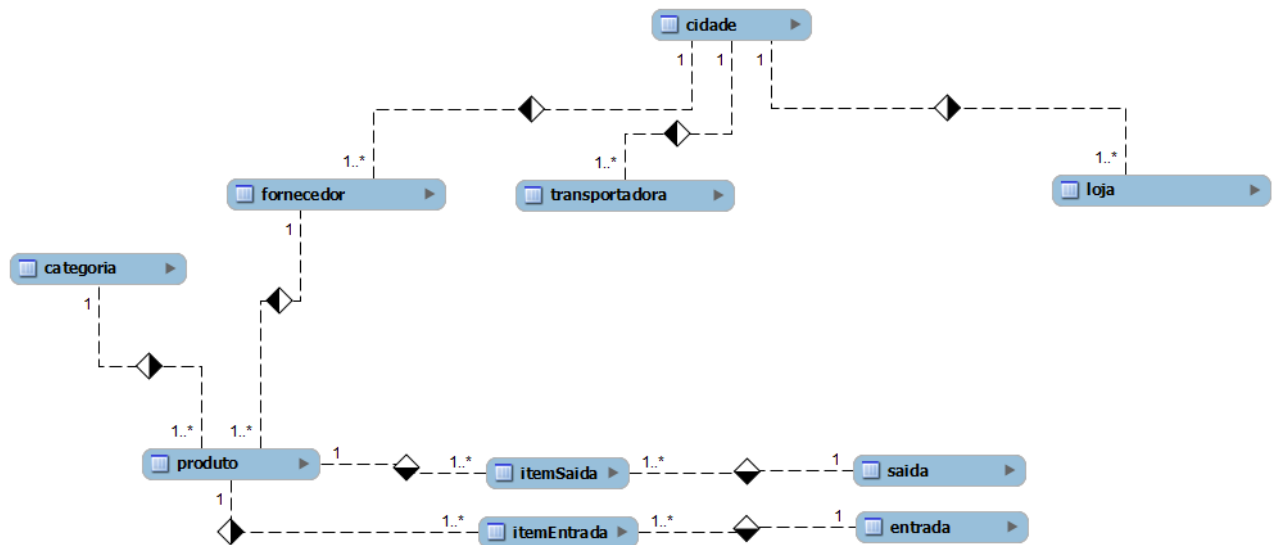 cidade
1 1 1
1..* 1..* 1..*
fornecedor
transportadora
loja
1
categoria
1
1..* 1..*
produto
1
1..*
itemSaida
1..*
1
saida
1
1..*
itemEntrada
1..*
1
entrada